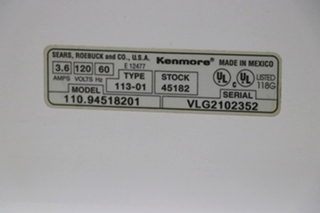 SEARS, ROEBUCK and CO., U.S.A. Kenmore MADE IN MEXICO
3.6 120 60 E 12477
AMPS VOLTS Hz TYPE STOCK UL UL LISTED
113-01 45182 118G
MODEL SERIAL
110.94518201 VLG2102352